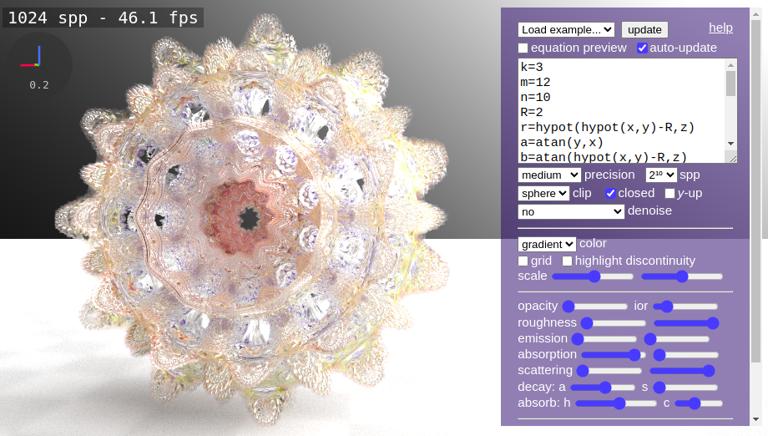 1024 spp - 46.1 fps
0.2
Load example... update help
equation preview auto-update
k=3
m=12
n=10
R=2
r=hypot(hypot(x,y)-R,z)
a=atan(y,x)
b=atan(hypot(x,y)-R,z)
medium precision 2¹⁰ spp
sphere clip closed y-up
no denoise
gradient color
grid highlight discontinuity
scale
opacity ior
roughness
emission
absorption
scattering
decay: a s
absorb: h c